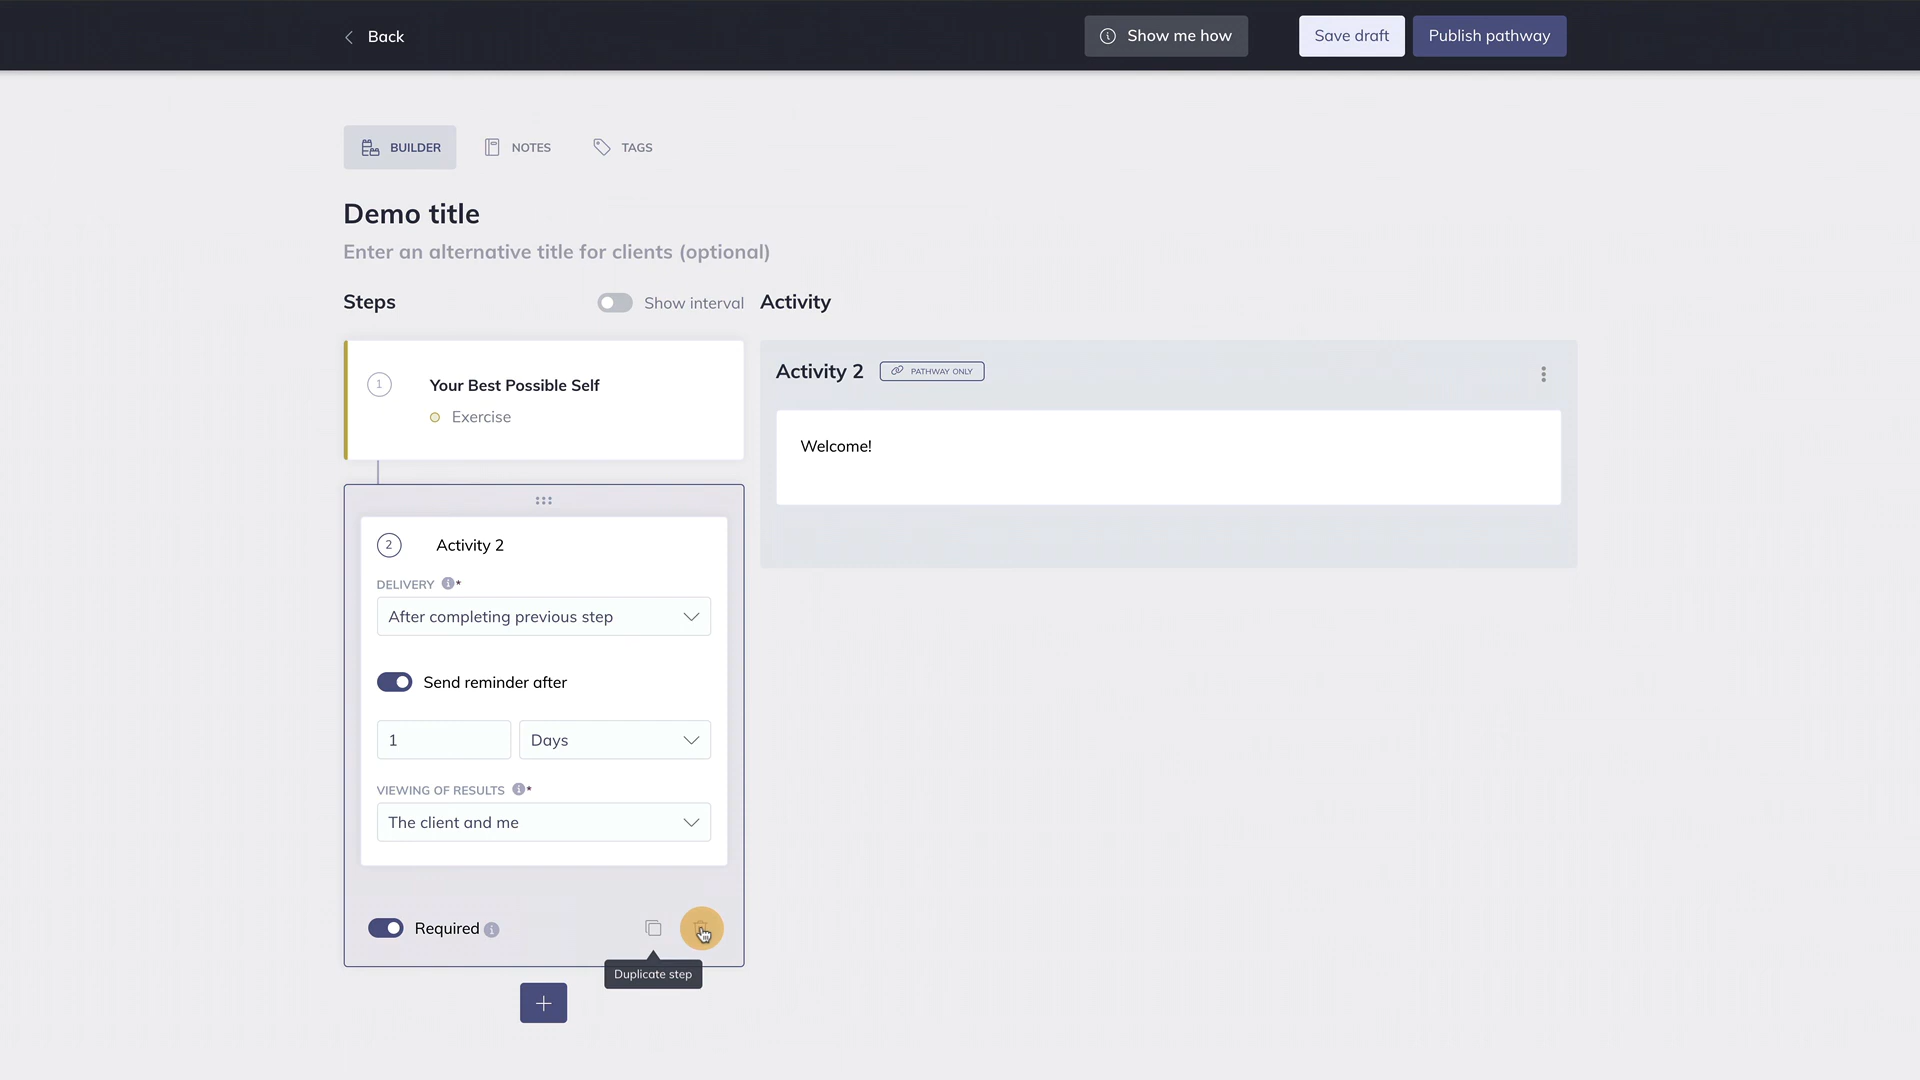 Back
Show me how
Save draft
Publish pathway
BUILDER
NOTES
TAGS
Demo title
Enter an alternative title for clients (optional)
Steps
Show interval
Activity
1
Your Best Possible Self
Exercise
Activity 2
PATHWAY ONLY
Welcome!
2
Activity 2
DELIVERY i *
After completing previous step
Send reminder after
1
Days
VIEWING OF RESULTS i *
The client and me
Required i
Duplicate step
+